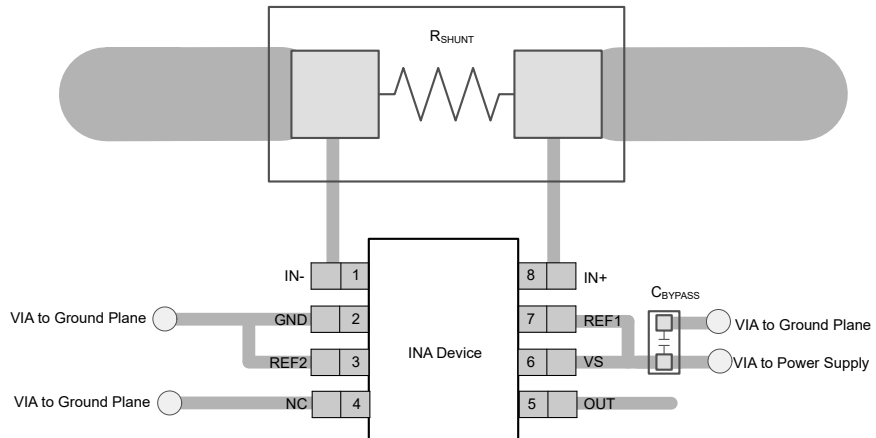 RSHUNT
IN-
1
8
IN+
CBYPASS
VIA to Ground Plane
GND
2
7
REF1
VIA to Ground Plane
REF2
3
INA Device
6
VS
VIA to Power Supply
VIA to Ground Plane
NC
4
5
OUT